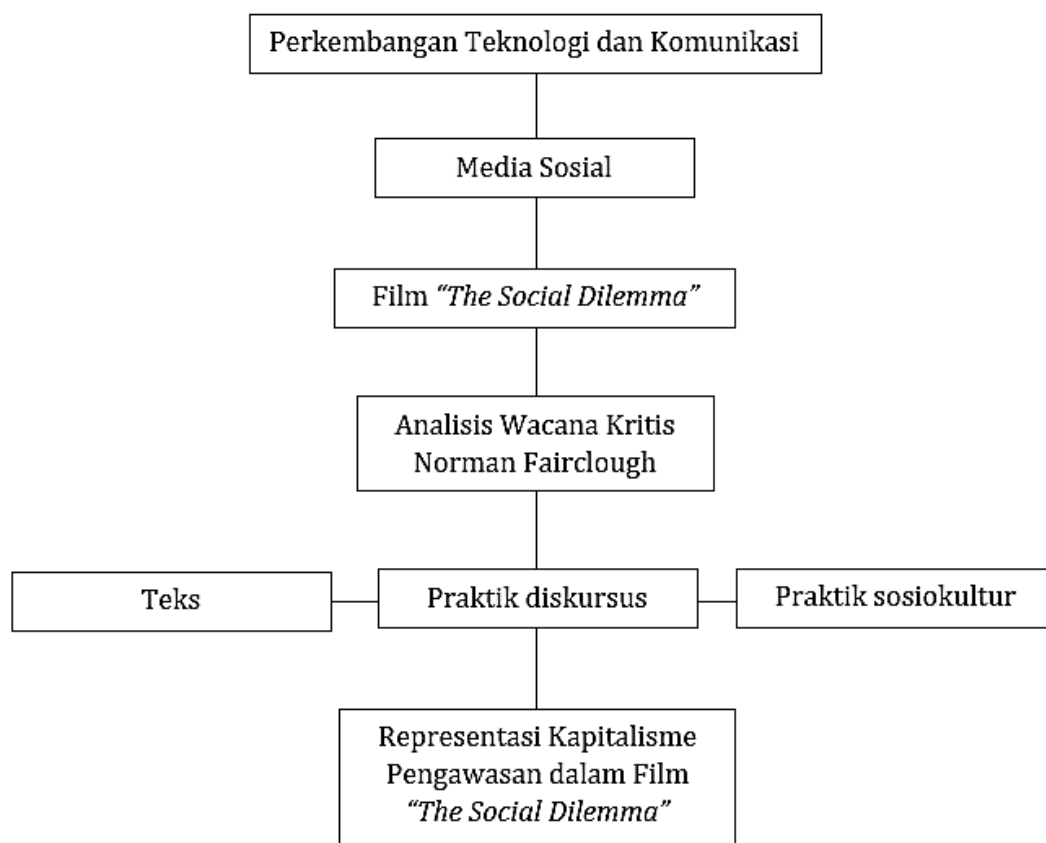 Perkembangan Teknologi dan Komunikasi
Media Sosial
Film “The Social Dilemma”
Analisis Wacana Kritis
Norman Fairclough
Teks
Praktik diskursus
Praktik sosiokultur
Representasi Kapitalisme
Pengawasan dalam Film
“The Social Dilemma”